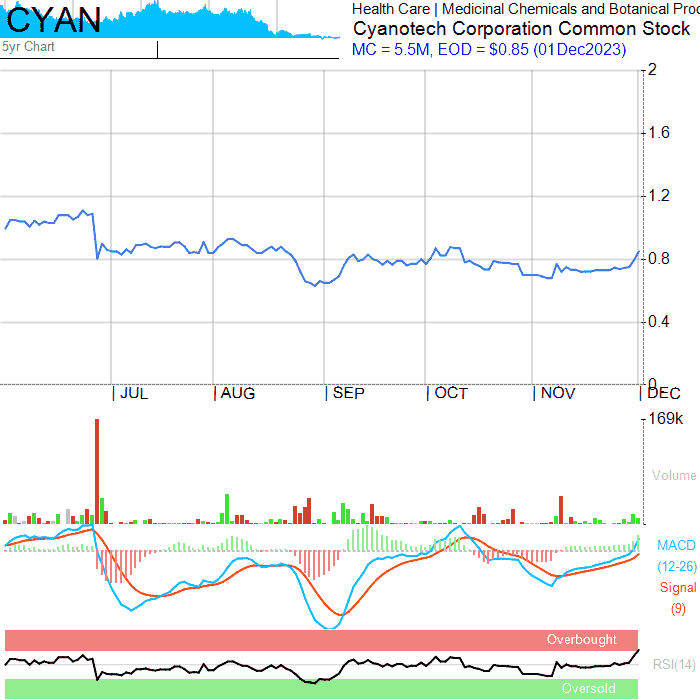 CYAN
5yr Chart
Health Care | Medicinal Chemicals and Botanical Proc
Cyanotech Corporation Common Stock
MC = 5.5M, EOD = $0.85 (01Dec2023)
2
1.6
1.2
0.8
0.4
0
JUL AUG SEP OCT NOV DEC
169k
Volume
MACD
(12-26)
Signal
(9)
Overbought
RSI(14)
Oversold